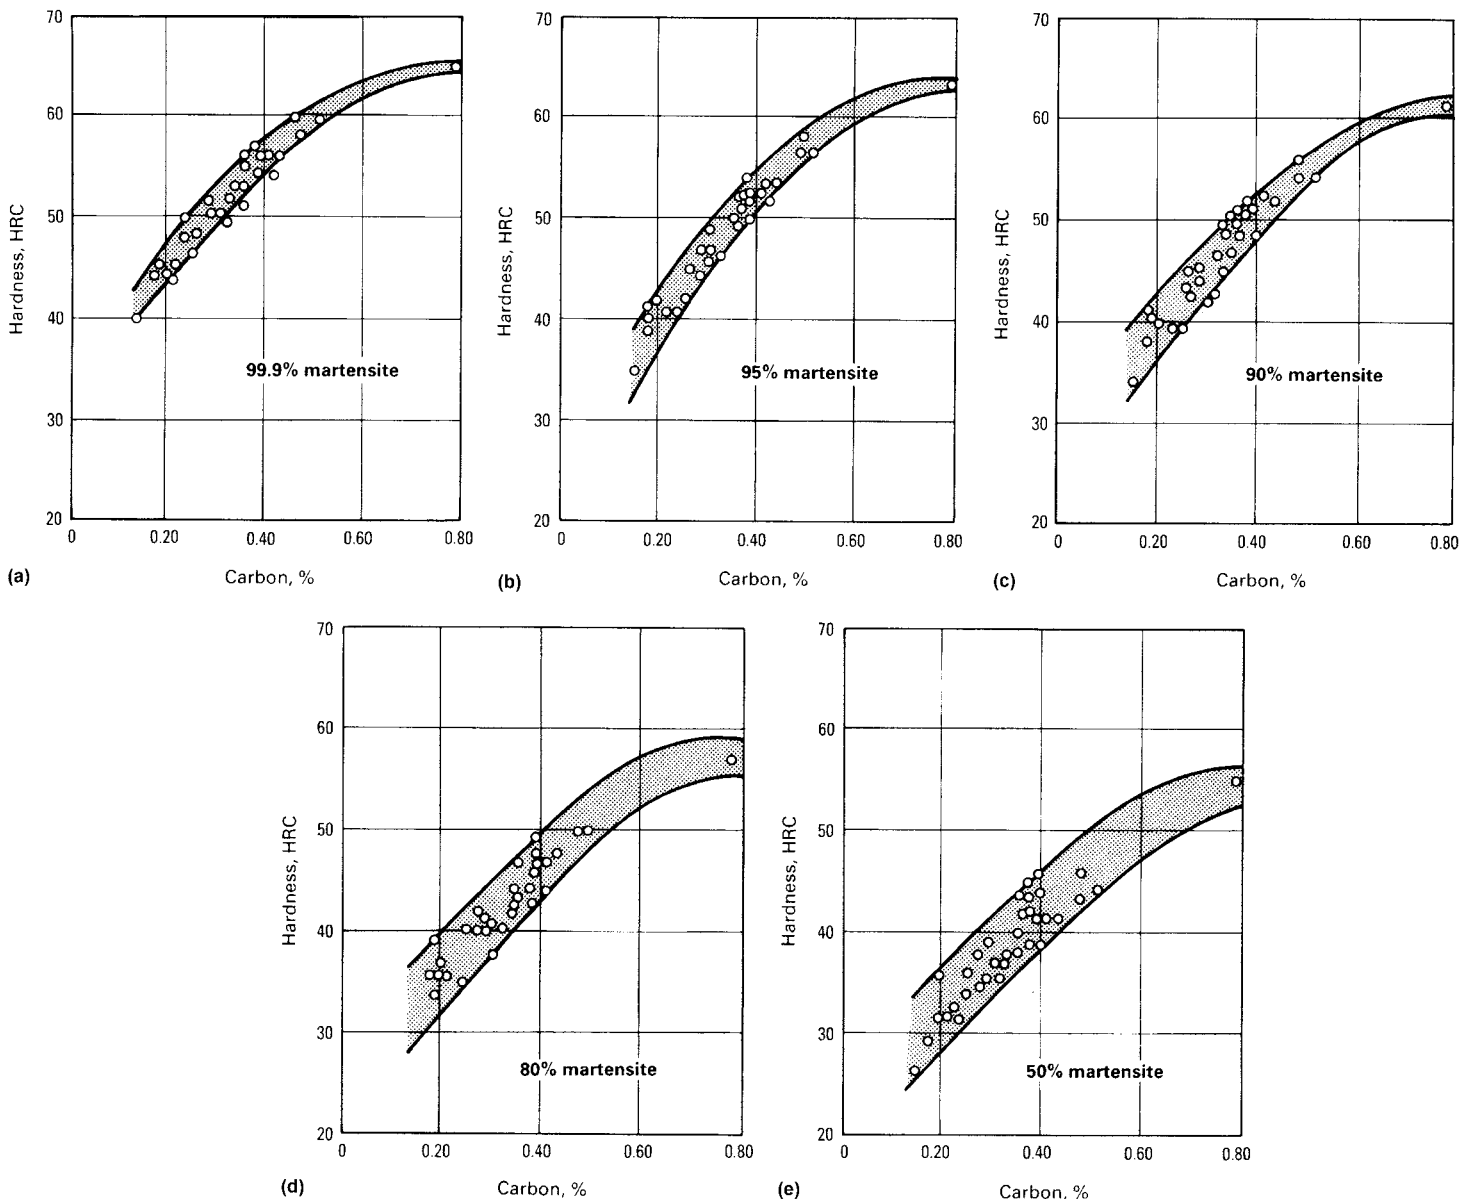 70
60
50
40
30
20
Hardness, HRC
99.9% martensite
0 0.20 0.40 0.60 0.80
(a) Carbon, %
70
60
50
40
30
20
Hardness, HRC
95% martensite
0 0.20 0.40 0.60 0.80
(b) Carbon, %
70
60
50
40
30
20
Hardness, HRC
90% martensite
0 0.20 0.40 0.60 0.80
(c) Carbon, %
70
60
50
40
30
20
Hardness, HRC
80% martensite
0 0.20 0.40 0.60 0.80
(d) Carbon, %
70
60
50
40
30
20
Hardness, HRC
50% martensite
0 0.20 0.40 0.60 0.80
(e) Carbon, %